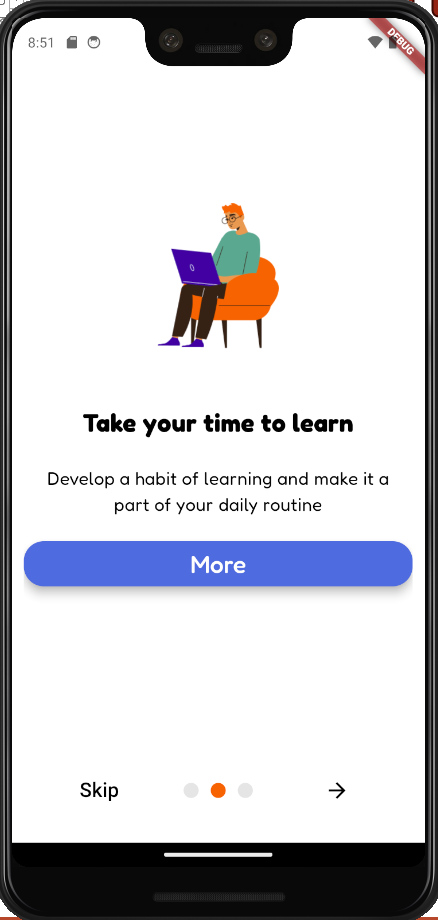 8:51
DEBUG
0
Take your time to learn
Develop a habit of learning and make it a
part of your daily routine
More
Skip